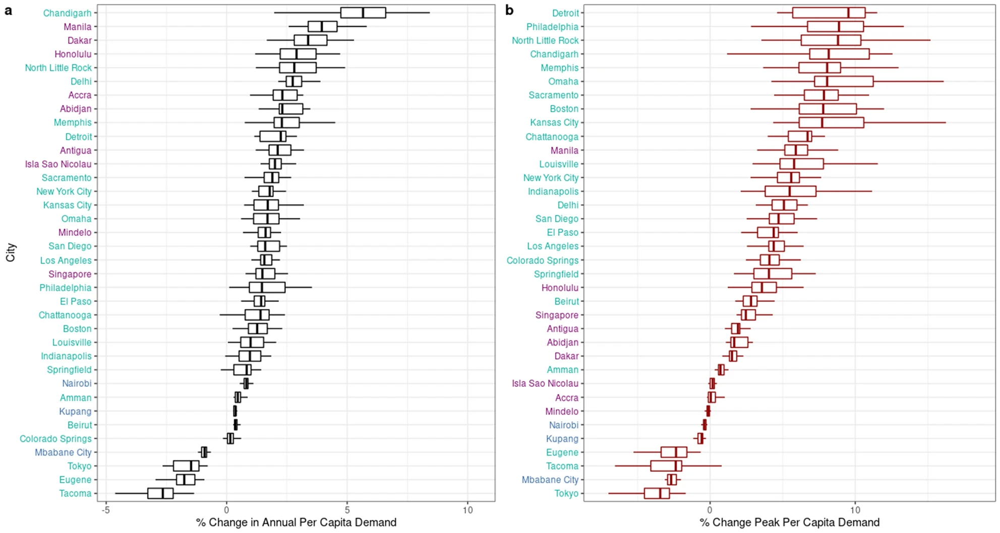 a
Chandigarh
Manila
Dakar
Honolulu
North Little Rock
Delhi
Accra
Abidjan
Memphis
Detroit
Antigua
Isla Sao Nicolau
Sacramento
New York City
Kansas City
Omaha
Mindelo
San Diego
Los Angeles
Singapore
Philadelphia
El Paso
Chattanooga
Boston
Louisville
Indianapolis
Springfield
Nairobi
Amman
Kupang
Beirut
Colorado Springs
Mbabane City
Tokyo
Eugene
Tacoma
City
-5 0 5 10
% Change in Annual Per Capita Demand
b
Detroit
Philadelphia
North Little Rock
Chandigarh
Memphis
Omaha
Sacramento
Boston
Kansas City
Chattanooga
Manila
Louisville
New York City
Indianapolis
Delhi
San Diego
El Paso
Los Angeles
Colorado Springs
Springfield
Honolulu
Beirut
Singapore
Antigua
Abidjan
Dakar
Amman
Isla Sao Nicolau
Accra
Mindelo
Nairobi
Kupang
Eugene
Tacoma
Mbabane City
Tokyo
0 10
% Change Peak Per Capita Demand